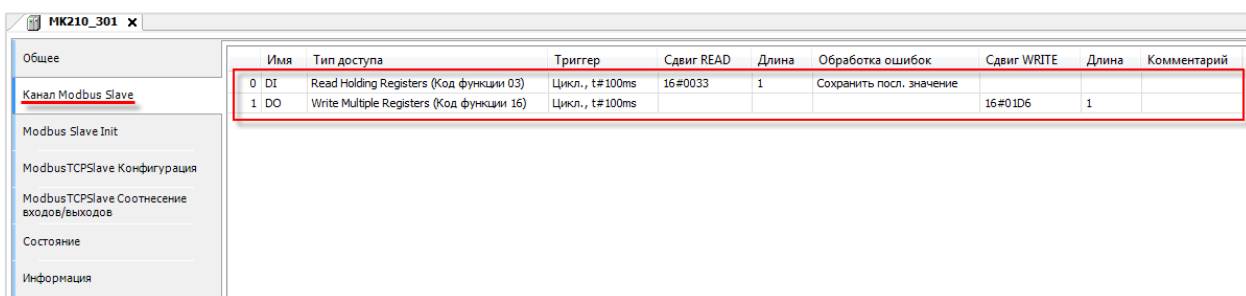 МК210_301 x
Общее
Канал Modbus Slave
Modbus Slave Init
ModbusTCPSlave Конфигурация
ModbusTCPSlave Соотнесение
входов/выходов
Состояние
Информация
Имя Тип доступа Триггер Сдвиг READ Длина Обработка ошибок Сдвиг WRITE Длина Комментарий
0 DI Read Holding Registers (Код функции 03) Цикл., t#100ms 16#0033 1 Сохранить посл. значение
1 DO Write Multiple Registers (Код функции 16) Цикл., t#100ms 16#01D6 1